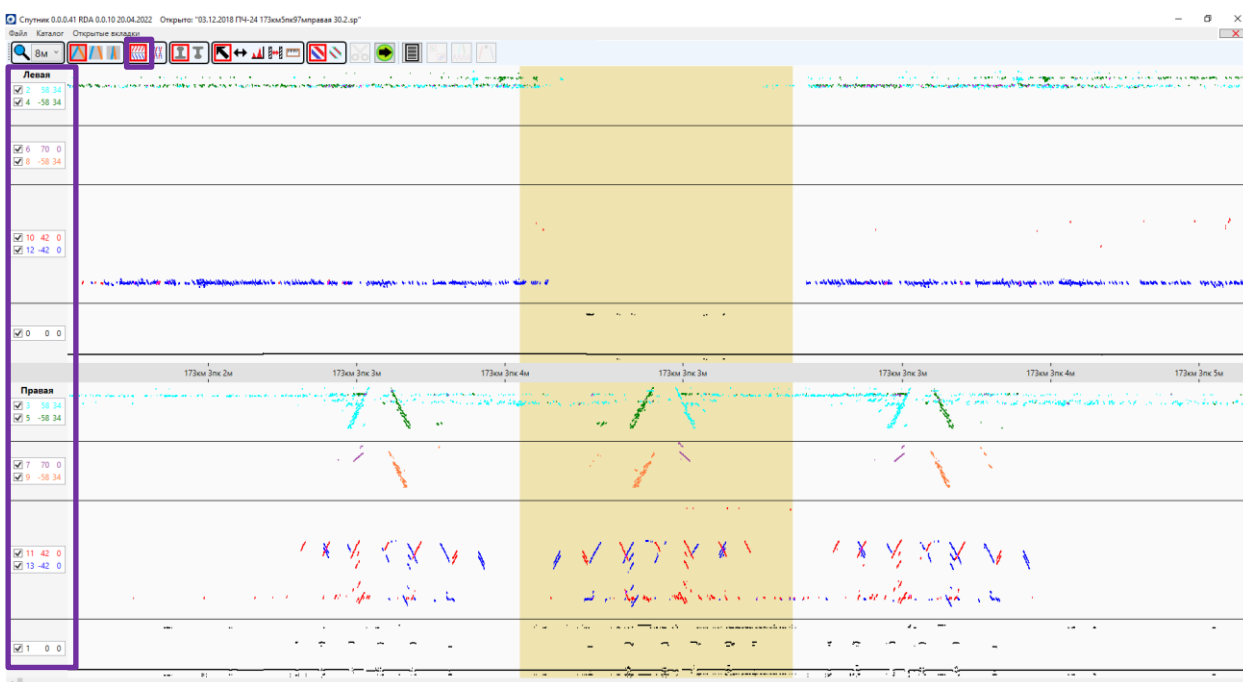 Спутник 0.0.0.41 RDA 0.0.10 20.04.2022 Открыто: "03.12.2018 ПЧ-24 173км5пк97мправая 30.2.sp"
Файл Каталог Открытые вкладки
8м
Левая
2 58 34
4 -58 34
6 70 0
8 -58 34
10 42 0
12 -42 0
0 0 0
173км 3пк 2м 173км 3пк 3м 173км 3пк 4м 173км 3пк 3м 173км 3пк 3м 173км 3пк 4м 173км 3пк 5м
Правая
3 58 34
5 -58 34
7 70 0
9 -58 34
11 42 0
13 -42 0
1 0 0